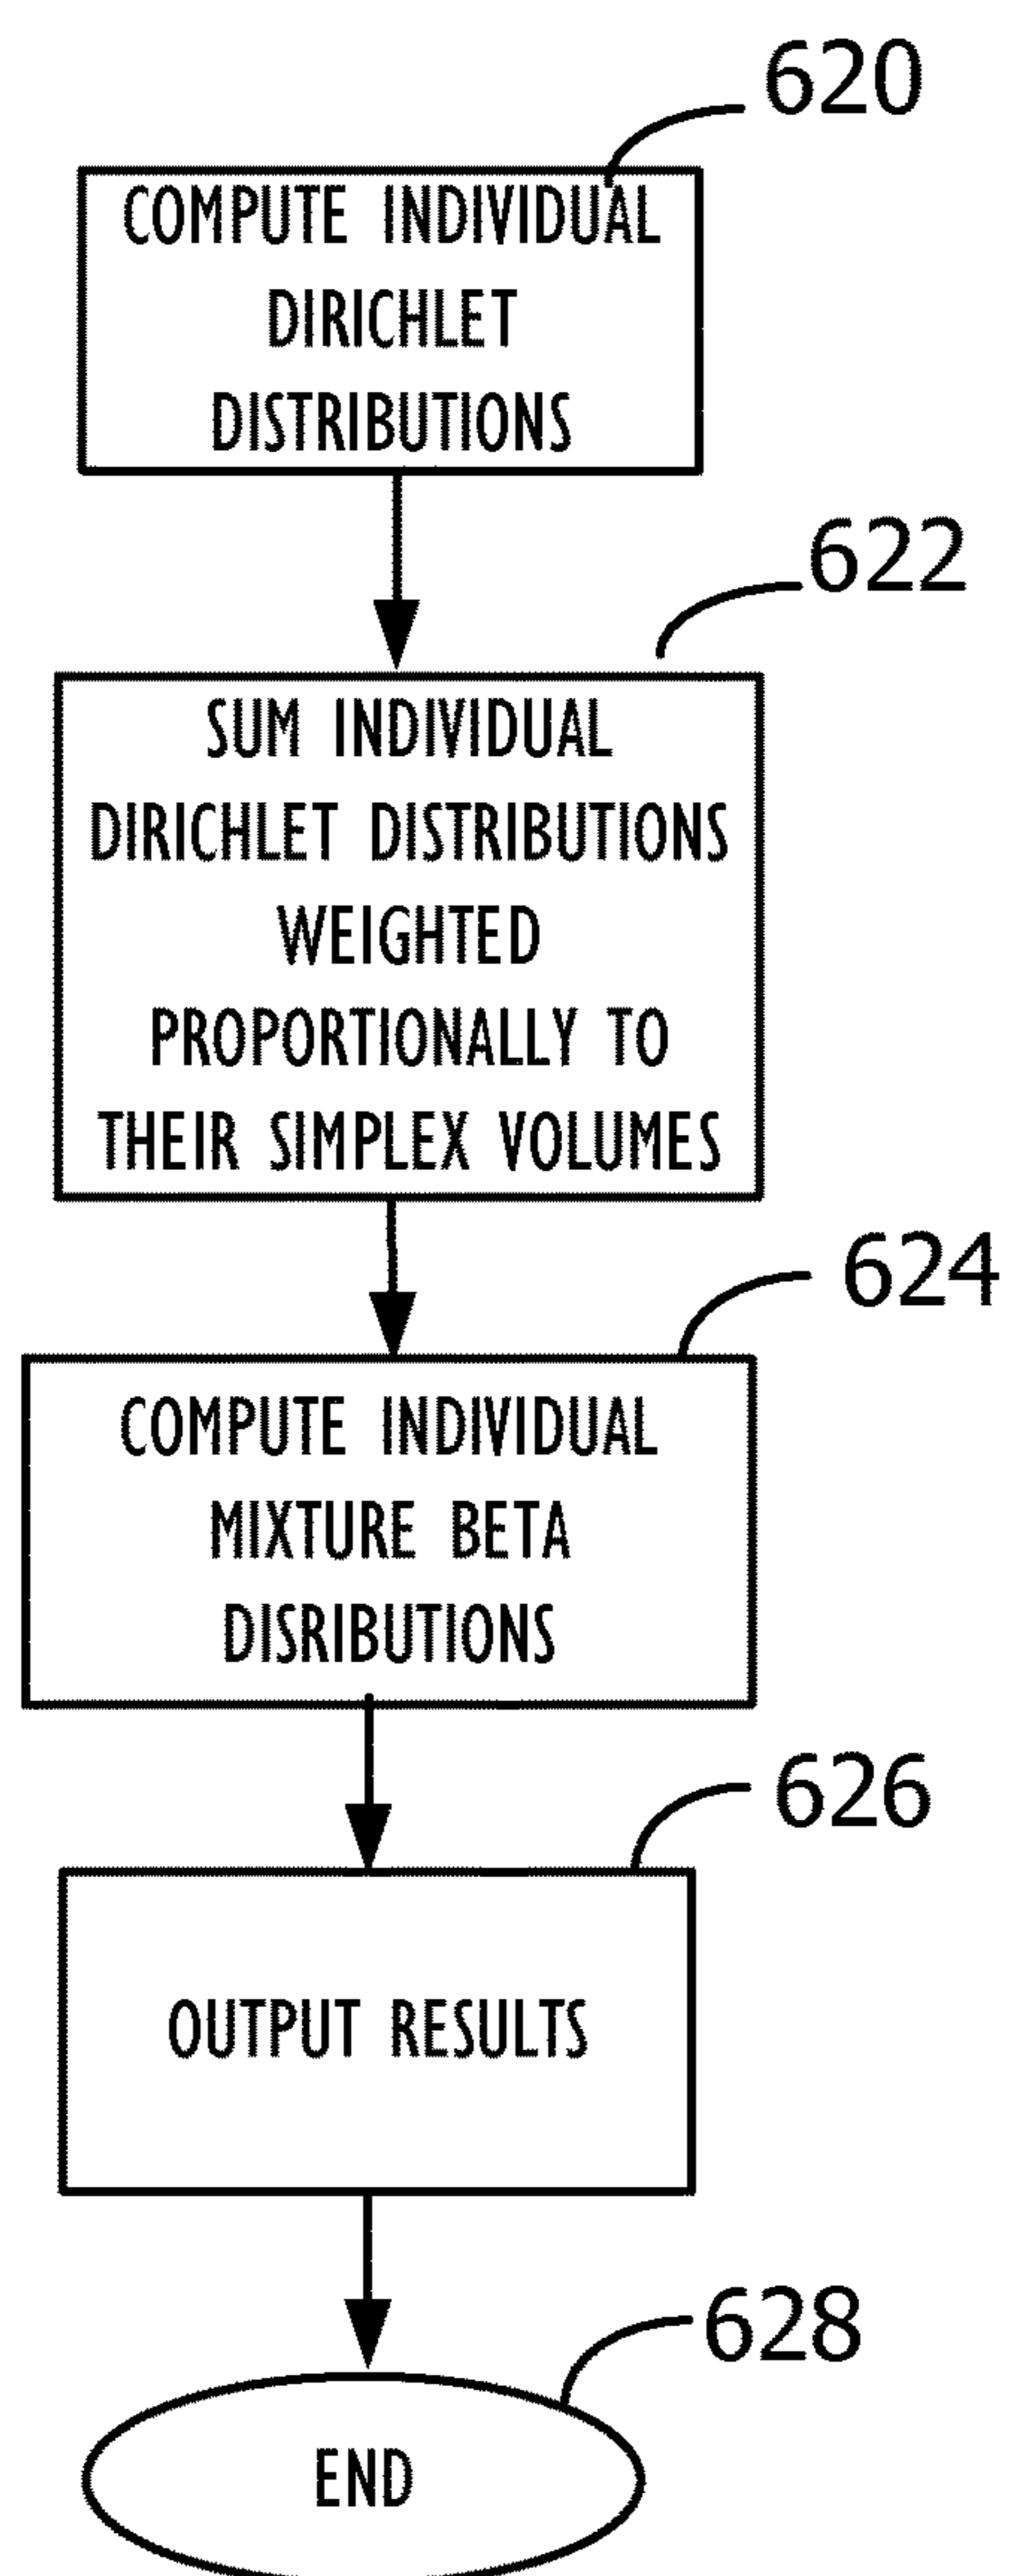 620
COMPUTE INDIVIDUAL
DIRICHLET
DISTRIBUTIONS
622
SUM INDIVIDUAL
DIRICHLET DISTRIBUTIONS
WEIGHTED
PROPORTIONALLY TO
THEIR SIMPLEX VOLUMES
624
COMPUTE INDIVIDUAL
MIXTURE BETA
DISRIBUTIONS
626
OUTPUT RESULTS
628
END